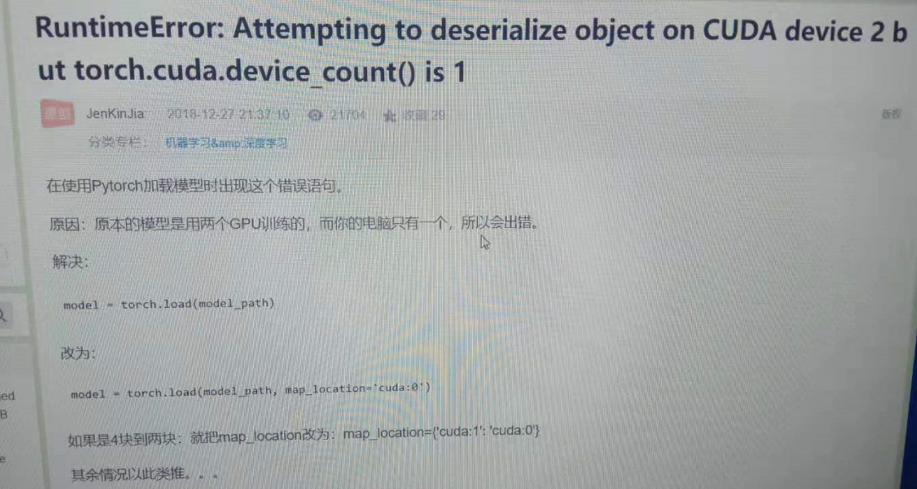 RuntimeError: Attempting to deserialize object on CUDA device 2 b
ut torch.cuda.device_count() is 1
原创 JenKinJia 2018-12-27 21:37:10 21704 收藏 29 版权
分类专栏： 机器学习&amp;深度学习
在使用Pytorch加载模型时出现这个错误语句。
原因：原本的模型是用两个GPU训练的，而你的电脑只有一个，所以会出错。
解决：
model = torch.load(model_path)
改为：
model = torch.load(model_path, map_location='cuda:0')
如果是4块到两块：就把map_location改为：map_location={'cuda:1': 'cuda:0'}
其余情况以此类推。。。
ed
B
e